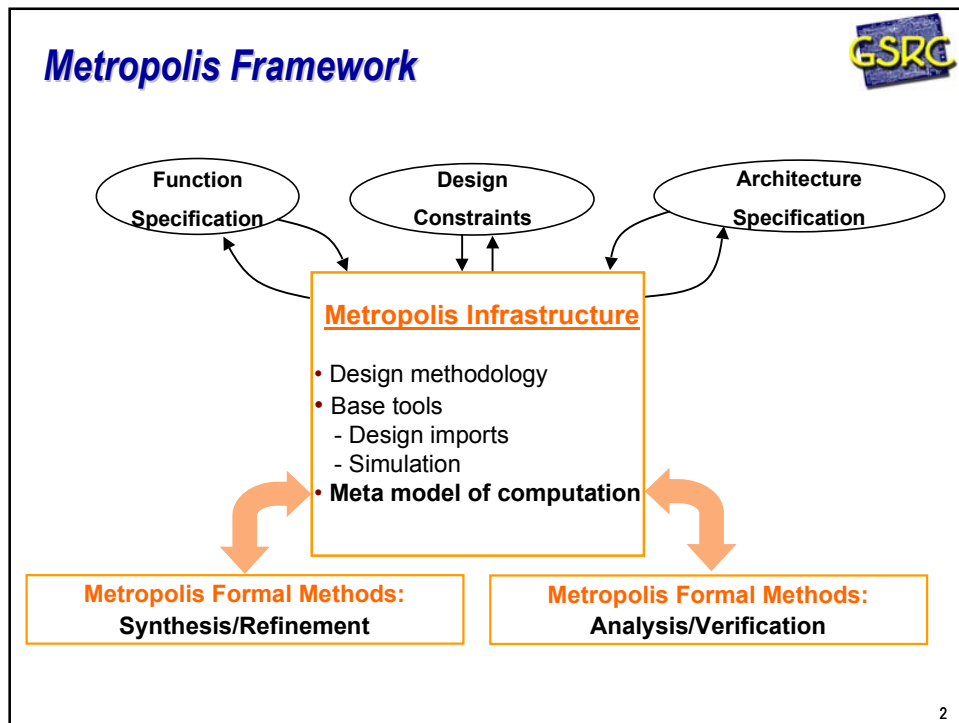 Metropolis Framework
GSRC
Function
Specification
Design
Constraints
Architecture
Specification
Metropolis Infrastructure
• Design methodology
• Base tools
- Design imports
- Simulation
• Meta model of computation
Metropolis Formal Methods:
Synthesis/Refinement
Metropolis Formal Methods:
Analysis/Verification
2